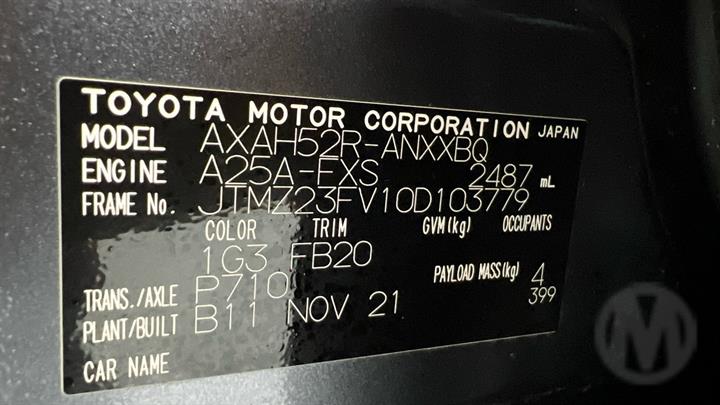 TOYOTA MOTOR CORPORATION JAPAN
MODEL AXAH52R-ANXXBQ
ENGINE A25A-FXS 2487 mL
FRAME No. JTMZ23FV10D103779
COLOR TRIM GVM(kg) OCCUPANTS
1G3 FB20 4
TRANS./AXLE P710 PAYLOAD MASS(kg) 399
PLANT/BUILT B11 NOV 21
CAR NAME
M